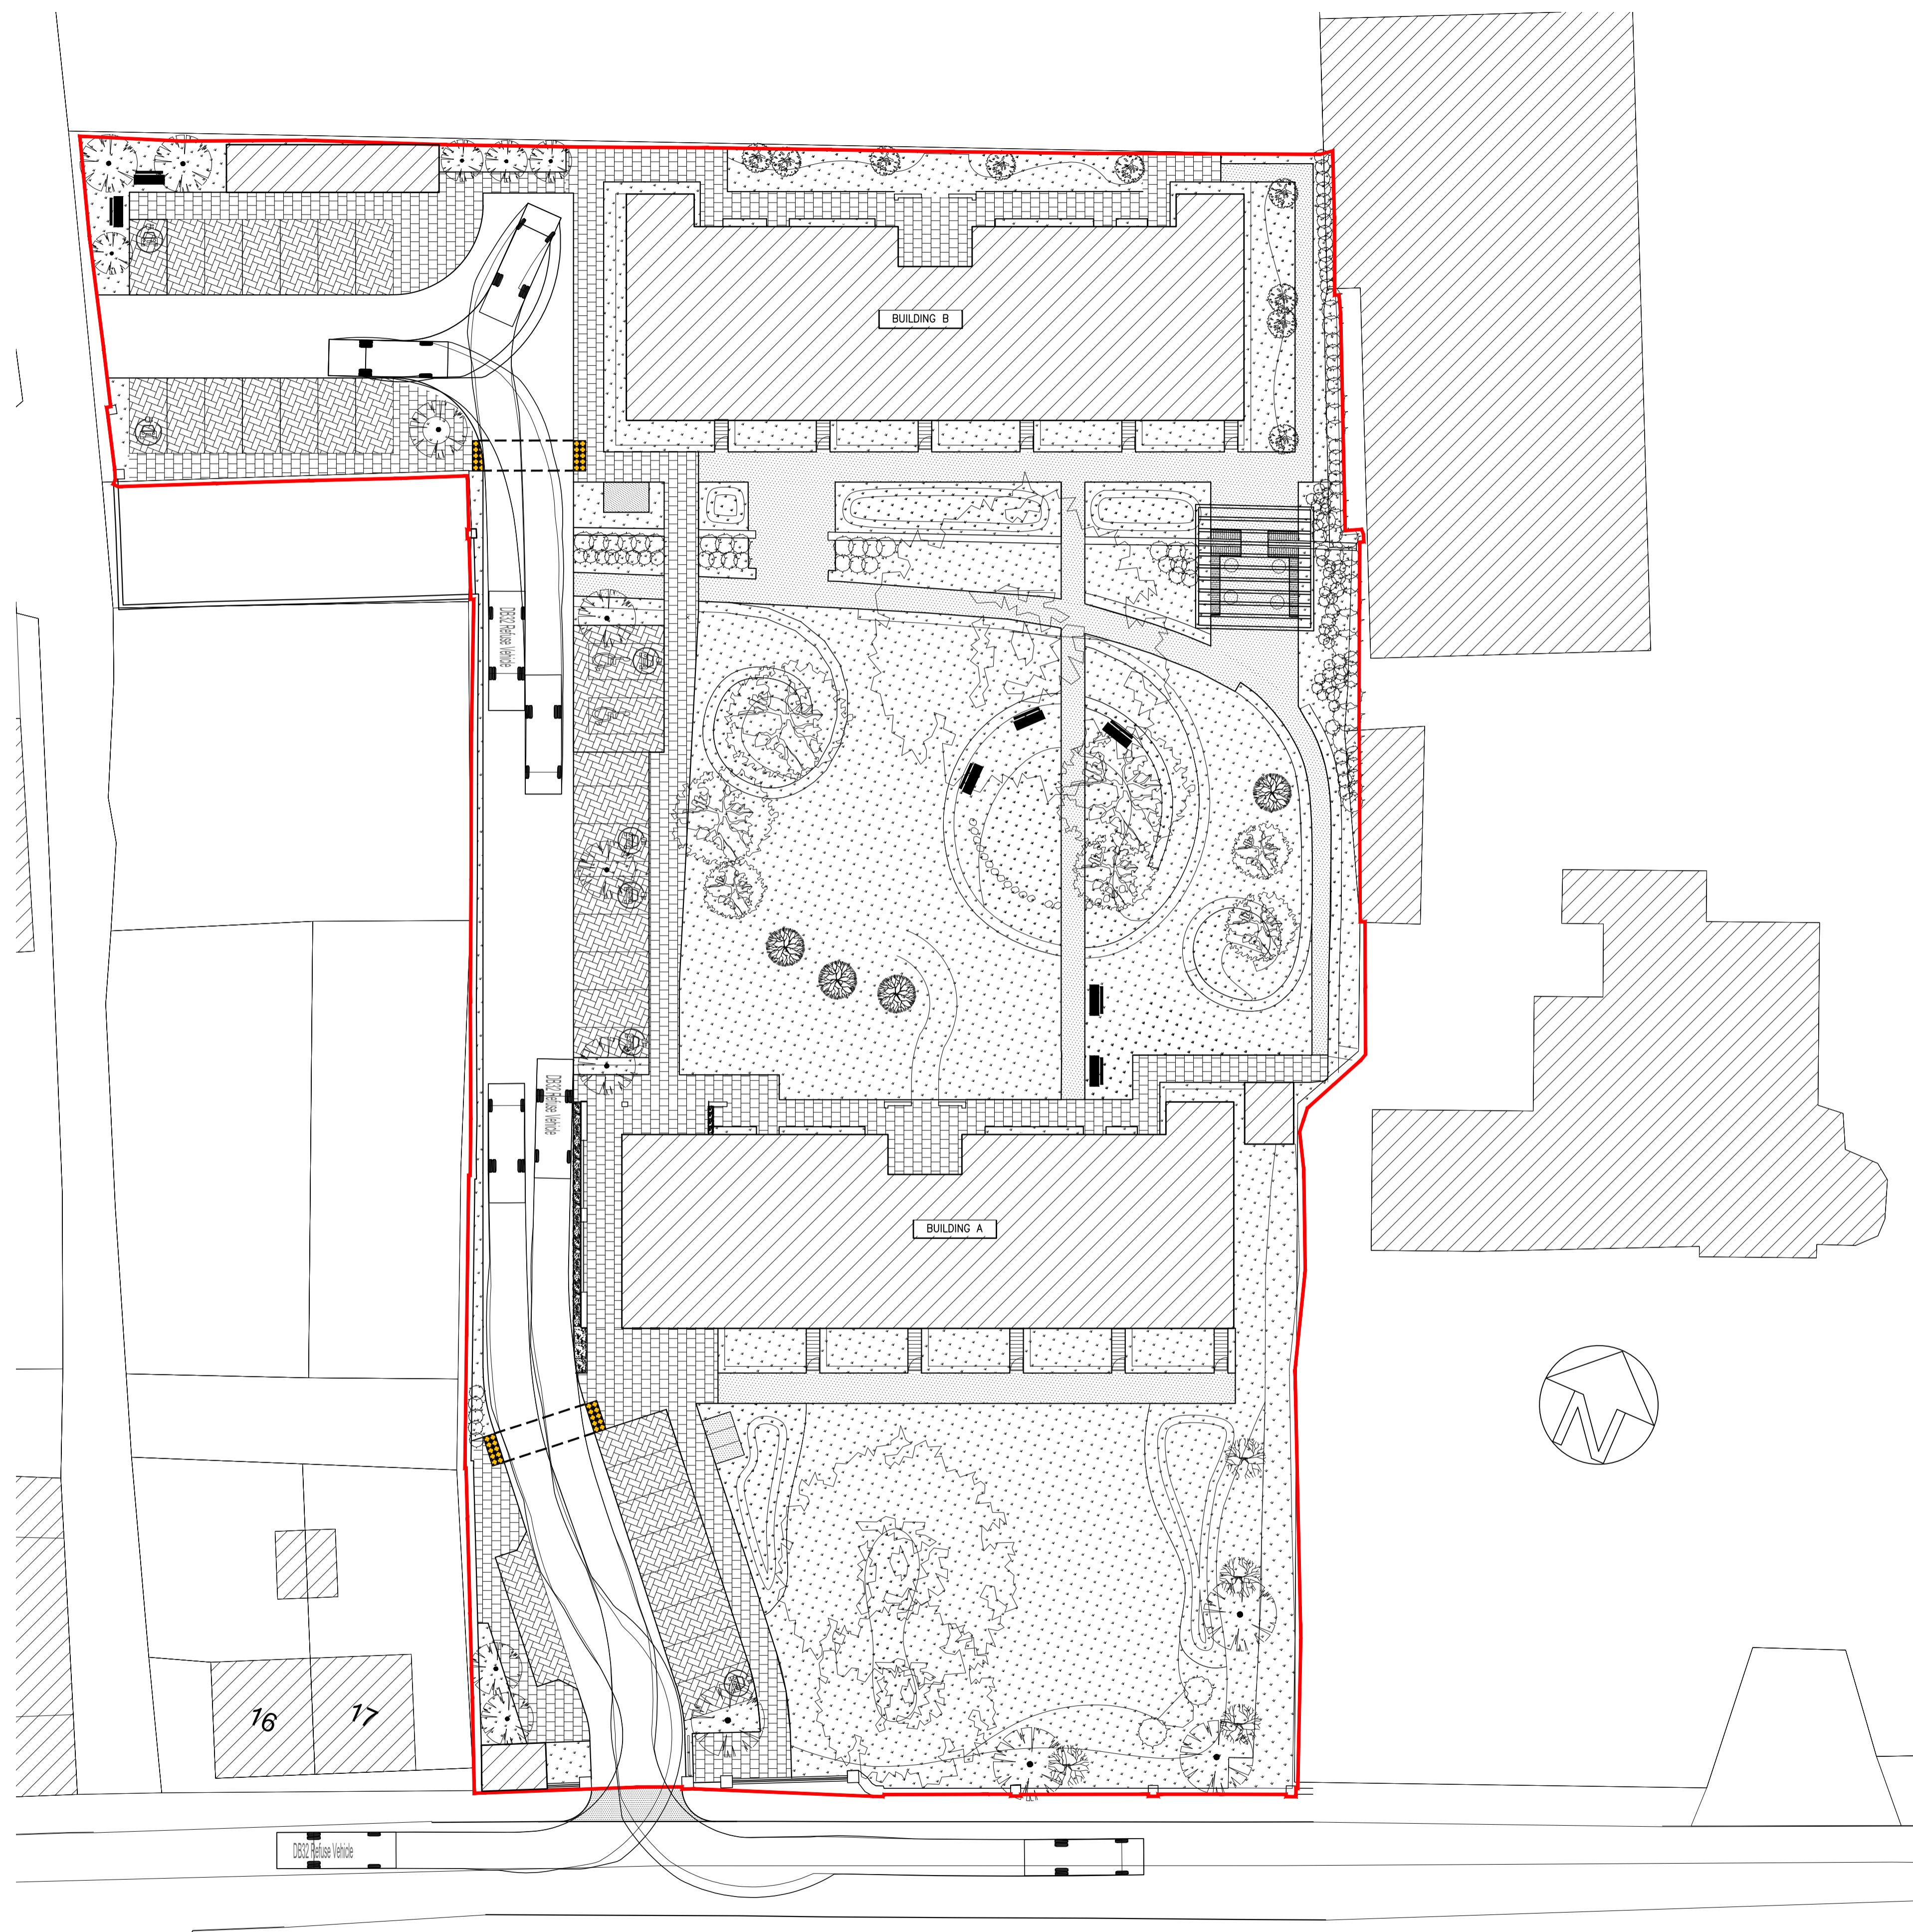 BUILDING B
DB32 Refuse Vehicle
DB32 Refuse Vehicle
BUILDING A
N
16
17
DB32 Refuse Vehicle